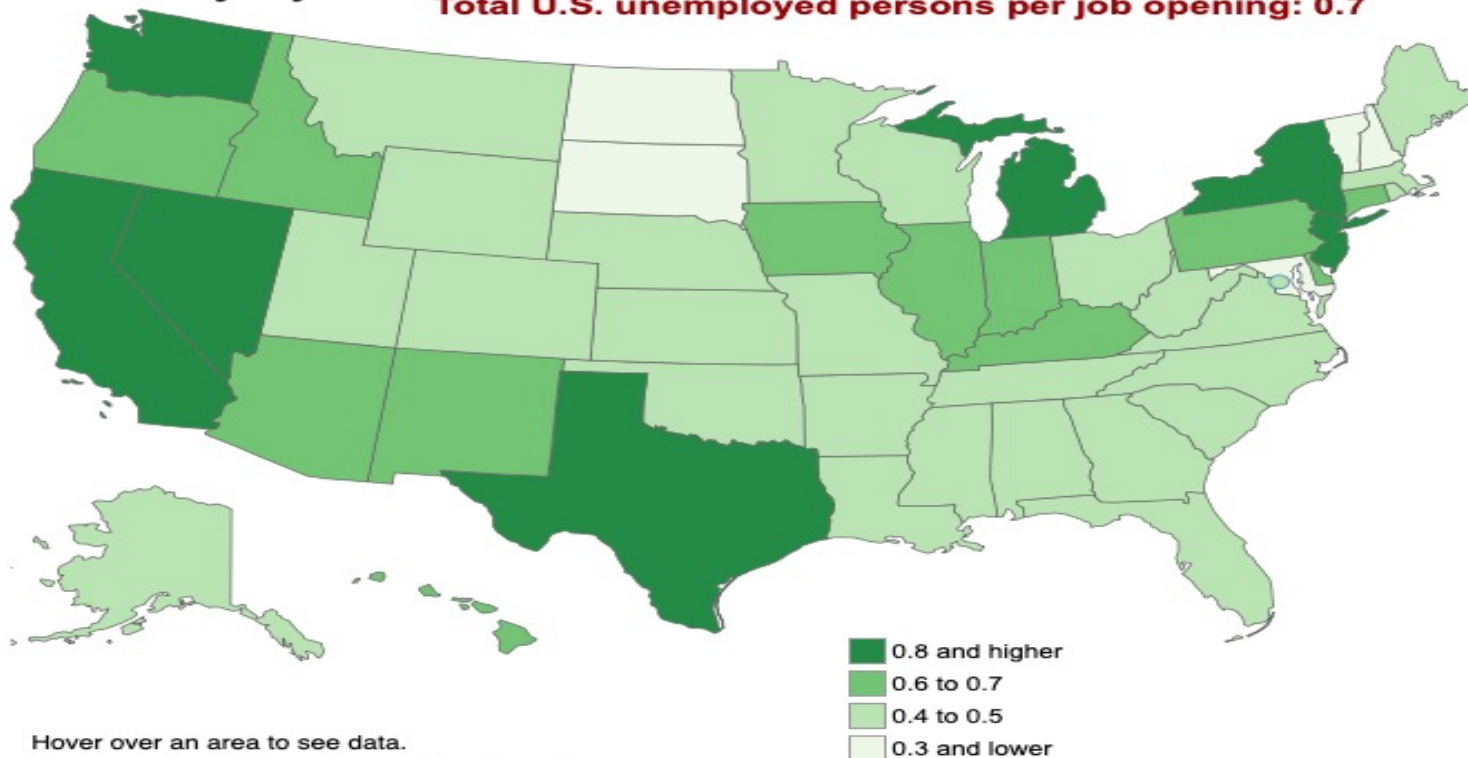 Total U.S. unemployed persons per job opening: 0.7
0.8 and higher
0.6 to 0.7
0.4 to 0.5
0.3 and lower
Hover over an area to see data.